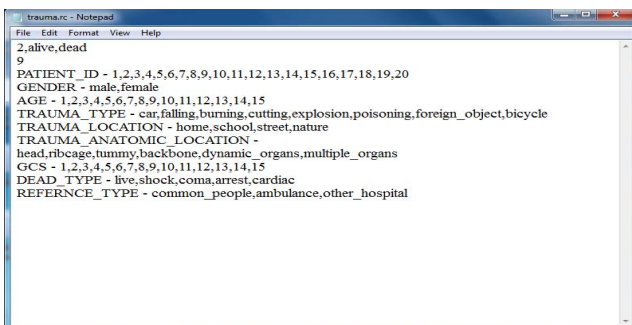 trauma.rc - Notepad
File Edit Format View Help
2,alive,dead
9
PATIENT_ID - 1,2,3,4,5,6,7,8,9,10,11,12,13,14,15,16,17,18,19,20
GENDER - male,female
AGE - 1,2,3,4,5,6,7,8,9,10,11,12,13,14,15
TRAUMA_TYPE - car,falling,burning,cutting,explosion,poisoning,foreign_object,bicycle
TRAUMA_LOCATION - home,school,street,nature
TRAUMA_ANATOMIC_LOCATION -
head,ribcage,tummy,backbone,dynamic_organs,multiple_organs
GCS - 1,2,3,4,5,6,7,8,9,10,11,12,13,14,15
DEAD_TYPE - live,shock,coma,arrest,cardiac
REFERNCE_TYPE - common_people,ambulance,other_hospital